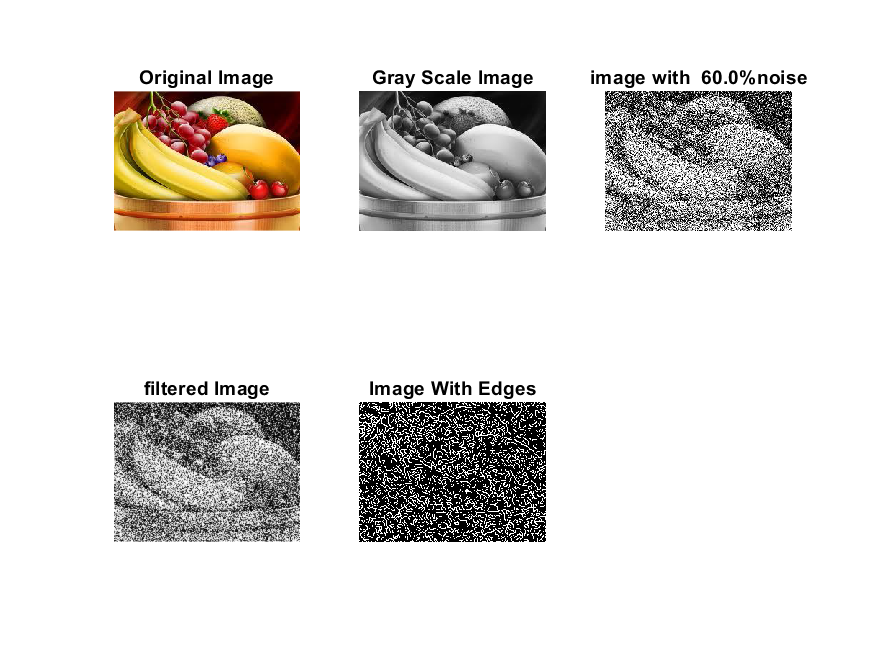 Original Image
Gray Scale Image
image with  60.0%noise
filtered Image
Image With Edges